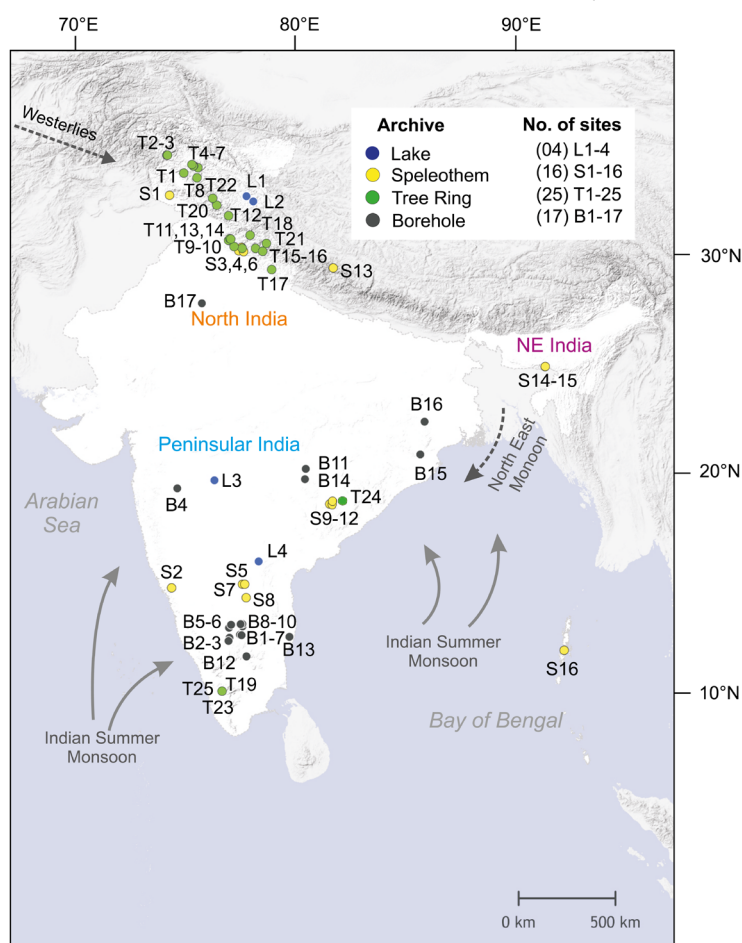 70°E
80°E
90°E
Westerlies
Archive
No. of sites
Lake
(04) L1-4
Speleothem
(16) S1-16
Tree Ring
(25) T1-25
Borehole
(17) B1-17
T2-3
T4-7
T1
S1
T8
T22
L1
L2
T20
T12
T18
T11,13,14
T21
T9-10
T15-16
S3,4,6
T17
S13
30°N
B17
North India
NE India
S14-15
B16
B15
North East
Monoon
Peninsular India
B11
B14
L3
B4
T24
S9-12
20°N
Arabian
Sea
L4
S2
S5
S7
S8
B5-6
B8-10
B2-3
B1-7
B13
B12
T25
T19
T23
Indian Summer
Monsoon
S16
10°N
Bay of Bengal
Indian Summer
Monsoon
0 km
500 km